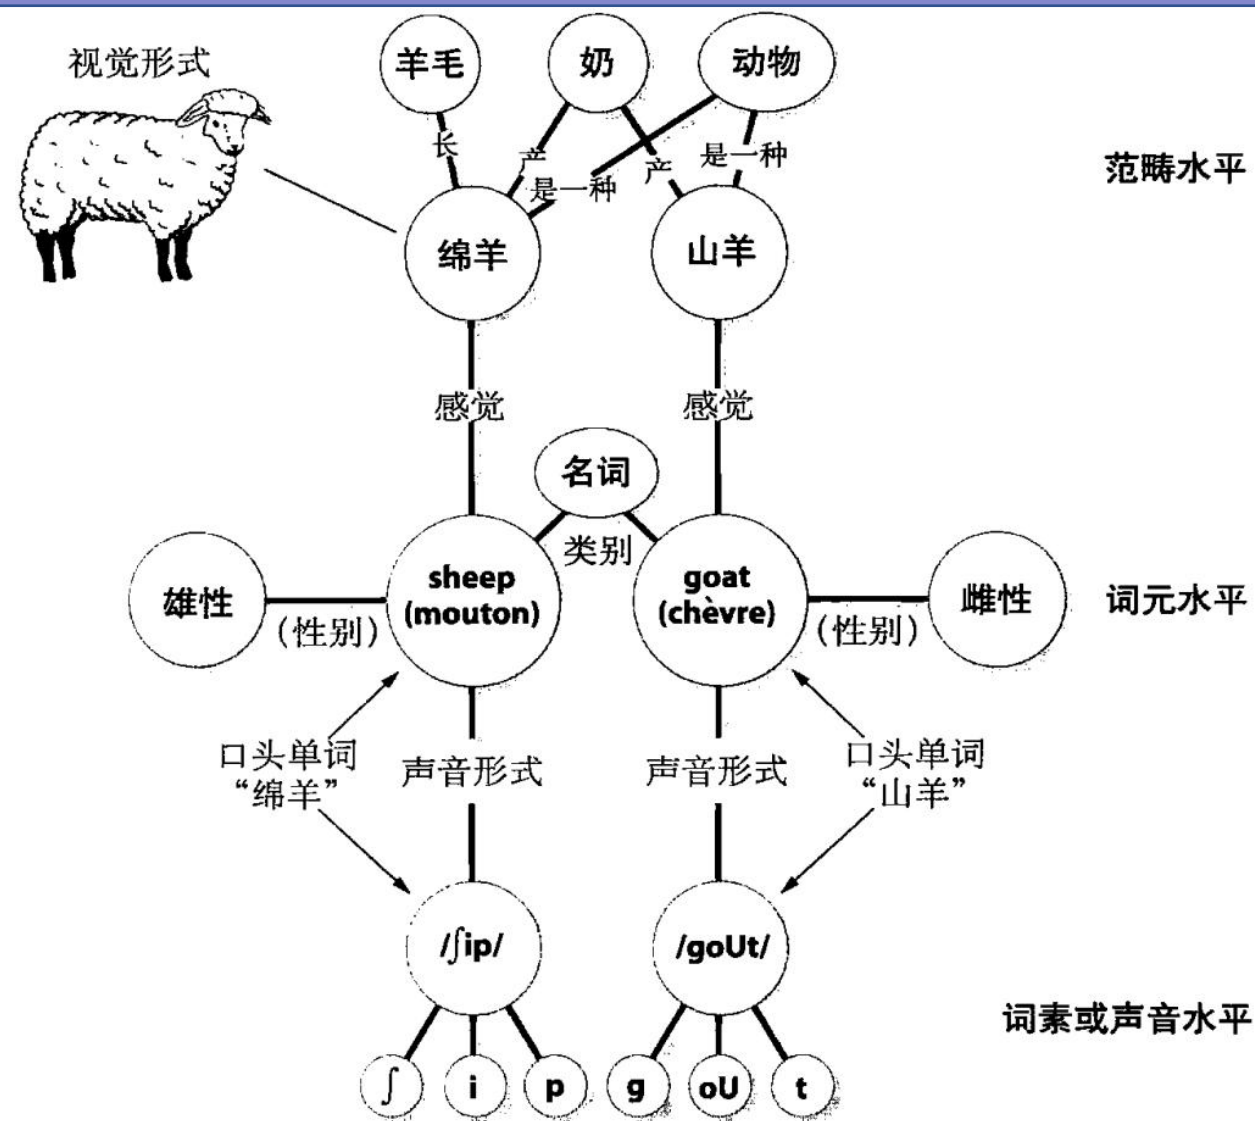 视觉形式
羊毛
奶
动物
长
产
是一种
产
是一种
范畴水平
绵羊
山羊
感觉
感觉
名词
类别
雄性
(性别)
sheep
(mouton)
goat
(chèvre)
(性别)
雌性
词元水平
口头单词
“绵羊”
声音形式
声音形式
口头单词
“山羊”
/ʃip/
/goUt/
词素或声音水平
ʃ
i
p
g
oU
t